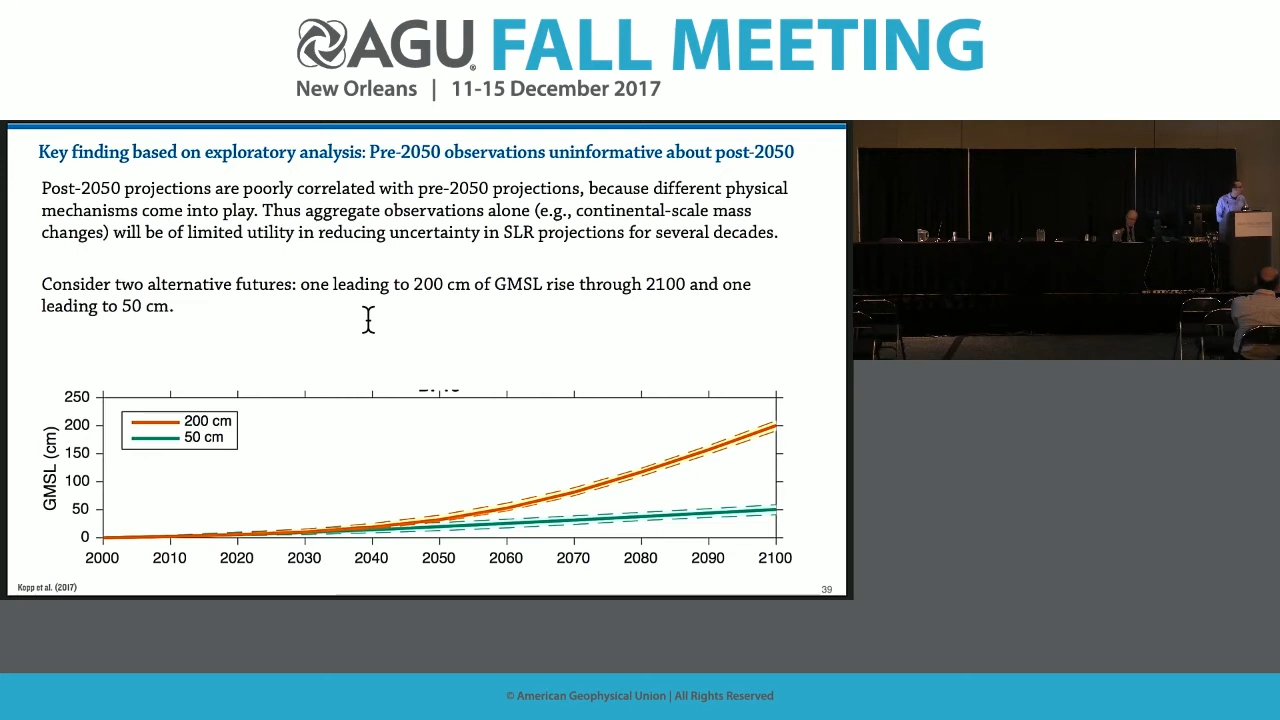 AGU FALL MEETING
New Orleans | 11-15 December 2017
Key finding based on exploratory analysis: Pre-2050 observations uninformative about post-2050
Post-2050 projections are poorly correlated with pre-2050 projections, because different physical
mechanisms come into play. Thus aggregate observations alone (e.g., continental-scale mass
changes) will be of limited utility in reducing uncertainty in SLR projections for several decades.
Consider two alternative futures: one leading to 200 cm of GMSL rise through 2100 and one
leading to 50 cm.
250
200
150
100
50
0
GMSL (cm)
200 cm
50 cm
2000 2010 2020 2030 2040 2050 2060 2070 2080 2090 2100
Kopp et al. (2017)
39
© American Geophysical Union | All Rights Reserved